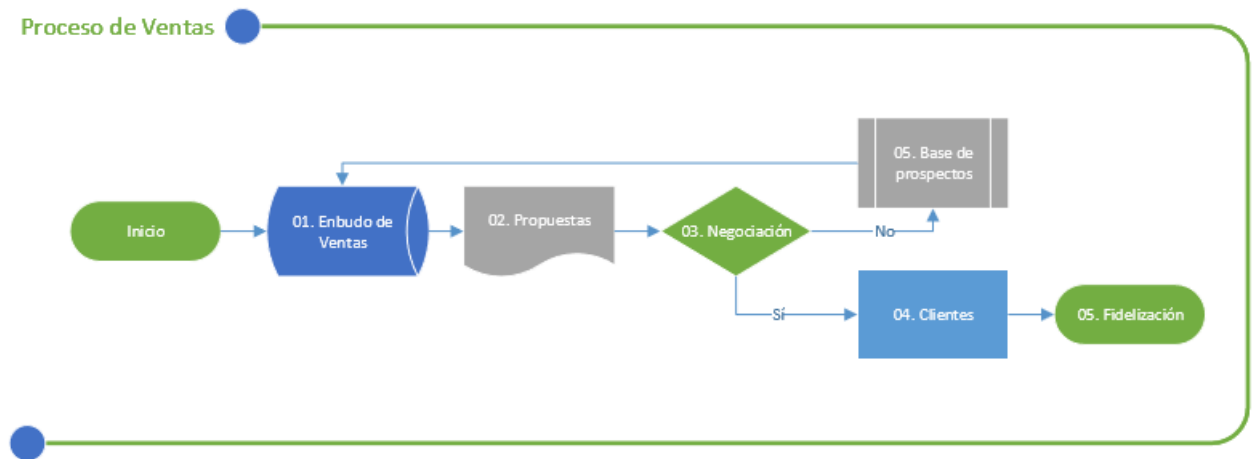 Proceso de Ventas
05. Base de
prospectos
Inicio
01. Enbudo de
Ventas
02. Propuestas
03. Negociación
No
Sí
04. Clientes
05. Fidelización